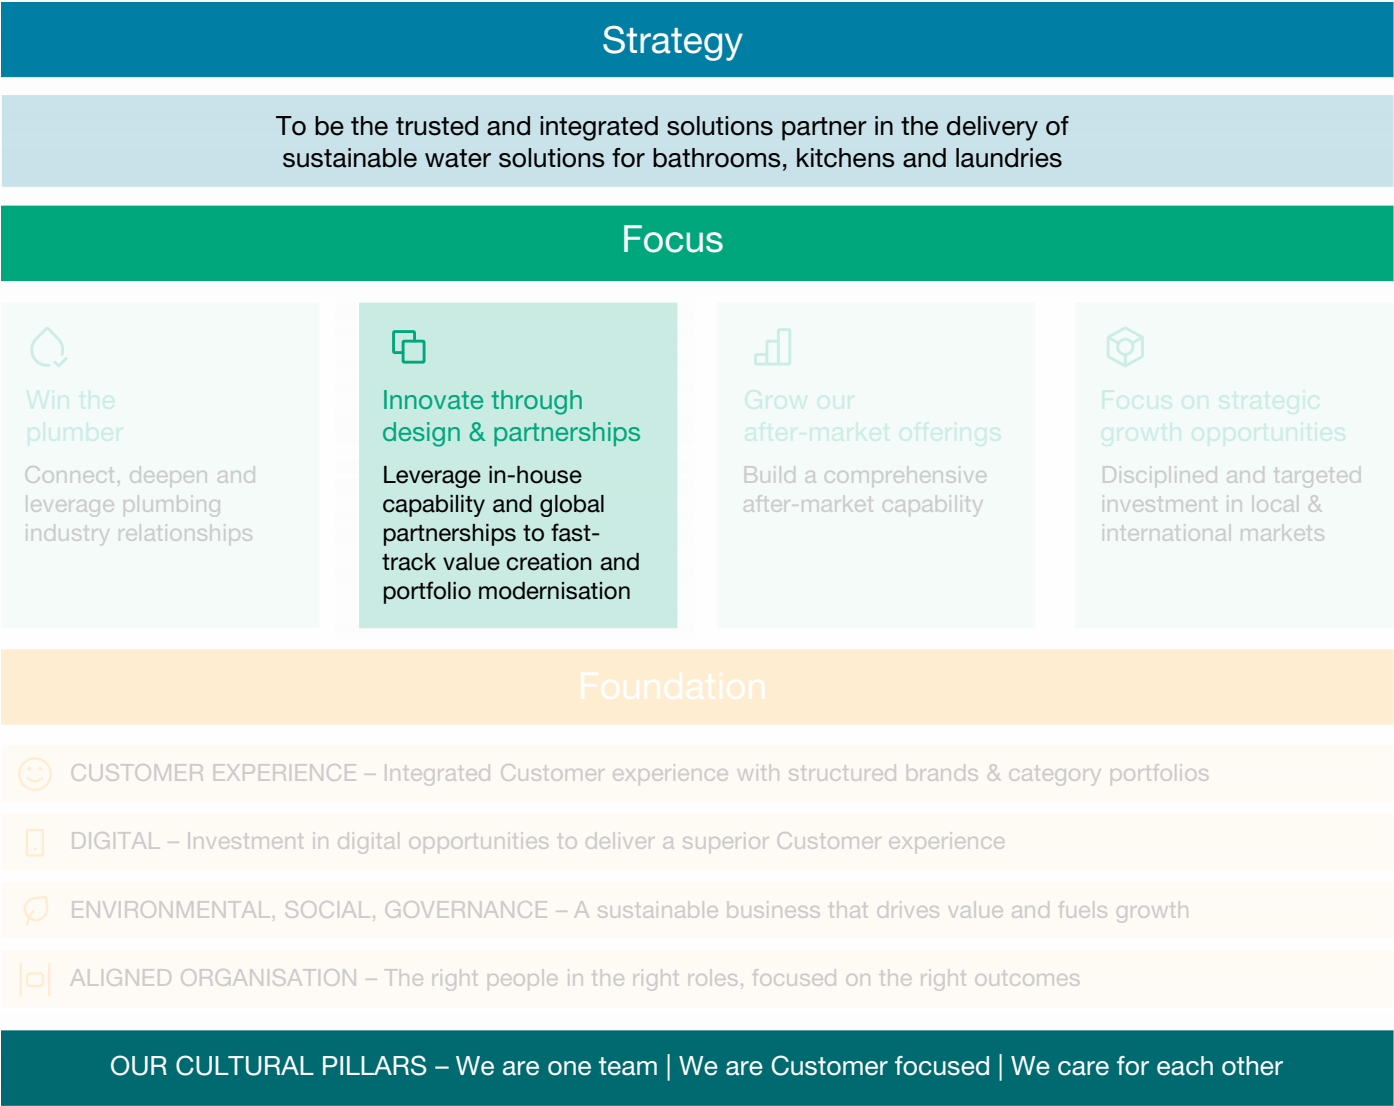 Strategy
To be the trusted and integrated solutions partner in the delivery of
sustainable water solutions for bathrooms, kitchens and laundries
Focus
Win the
plumber
Connect, deepen and
leverage plumbing
industry relationships
Innovate through
design & partnerships
Leverage in-house
capability and global
partnerships to fast-
track value creation and
portfolio modernisation
Grow our
after-market offerings
Build a comprehensive
after-market capability
Focus on strategic
growth opportunities
Disciplined and targeted
investment in local &
international markets
Foundation
CUSTOMER EXPERIENCE – Integrated Customer experience with structured brands & category portfolios
DIGITAL – Investment in digital opportunities to deliver a superior Customer experience
ENVIRONMENTAL, SOCIAL, GOVERNANCE – A sustainable business that drives value and fuels growth
ALIGNED ORGANISATION – The right people in the right roles, focused on the right outcomes
OUR CULTURAL PILLARS – We are one team | We are Customer focused | We care for each other